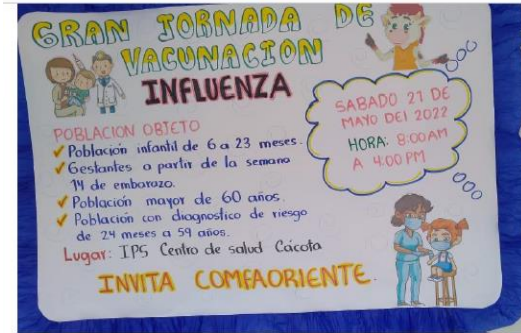 GRAN JORNADA DE
VACUNACION
INFLUENZA
SABADO 21 DE
MAYO DEl 2022
HORA: 8:00AM
A 4:00 PM
POBLACION OBJETO
✓ Población infantil de 6 a 23 meses.
✓ Gestantes a partir de la semana
14 de embarazo.
✓ Población mayor de 60 años.
✓ Población con diagnostico de riesgo
de 24 meses a 59 años.
Lugar: IPS Centro de salud Cácota
INVITA COMFAORIENTE.